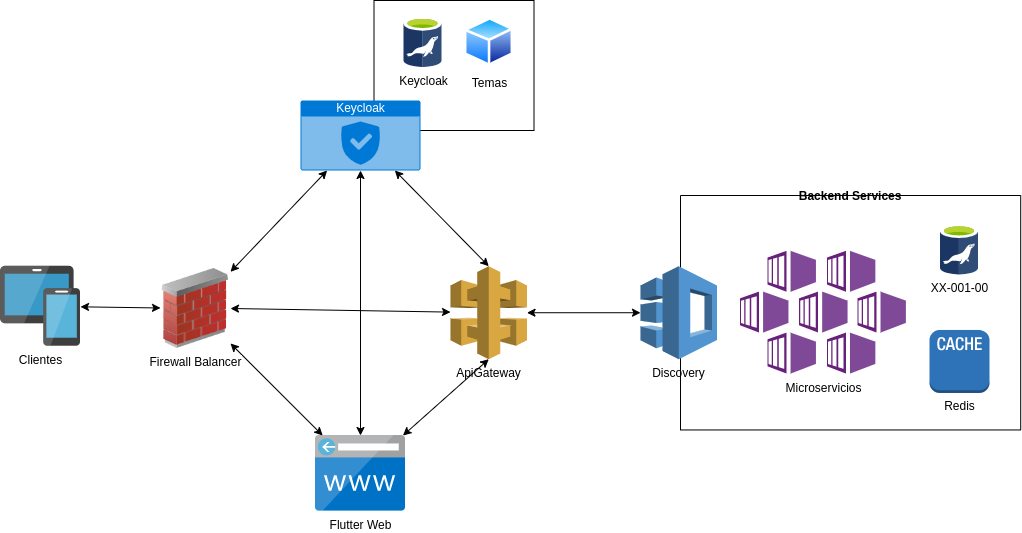 Keycloak
Temas
Keycloak
Backend Services
XX-001-00
Clientes
Firewall Balancer
ApiGateway
Discovery
Microservicios
CACHE
Redis
WWW
Flutter Web